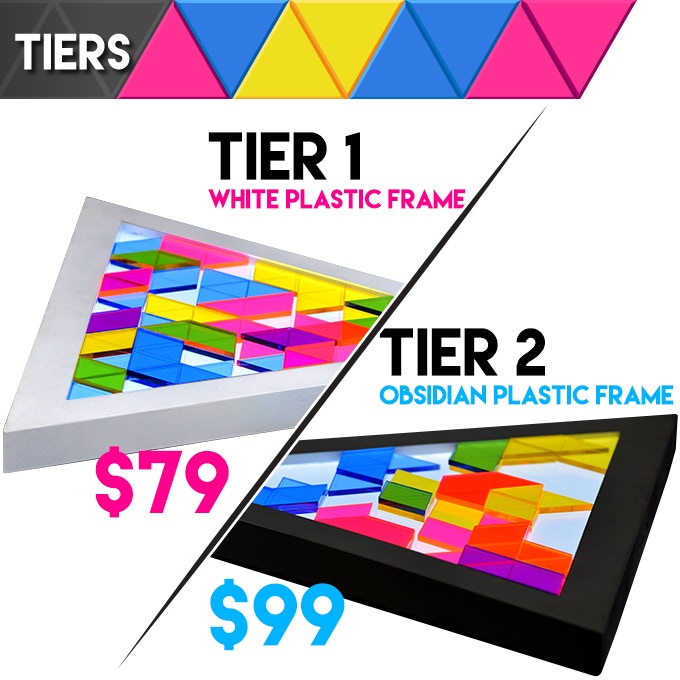 TIERS
TIER 1
WHITE PLASTIC FRAME
$79
TIER 2
OBSIDIAN PLASTIC FRAME
$99